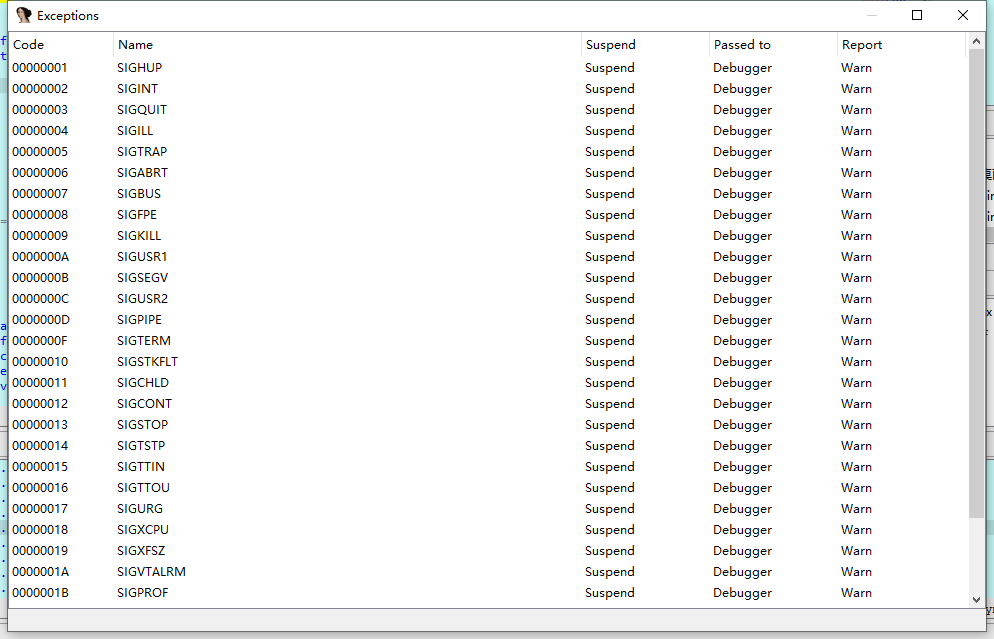 Exceptions
Code Name Suspend Passed to Report
00000001 SIGHUP Suspend Debugger Warn
00000002 SIGINT Suspend Debugger Warn
00000003 SIGQUIT Suspend Debugger Warn
00000004 SIGILL Suspend Debugger Warn
00000005 SIGTRAP Suspend Debugger Warn
00000006 SIGABRT Suspend Debugger Warn
00000007 SIGBUS Suspend Debugger Warn
00000008 SIGFPE Suspend Debugger Warn
00000009 SIGKILL Suspend Debugger Warn
0000000A SIGUSR1 Suspend Debugger Warn
0000000B SIGSEGV Suspend Debugger Warn
0000000C SIGUSR2 Suspend Debugger Warn
0000000D SIGPIPE Suspend Debugger Warn
0000000F SIGTERM Suspend Debugger Warn
00000010 SIGSTKFLT Suspend Debugger Warn
00000011 SIGCHLD Suspend Debugger Warn
00000012 SIGCONT Suspend Debugger Warn
00000013 SIGSTOP Suspend Debugger Warn
00000014 SIGTSTP Suspend Debugger Warn
00000015 SIGTTIN Suspend Debugger Warn
00000016 SIGTTOU Suspend Debugger Warn
00000017 SIGURG Suspend Debugger Warn
00000018 SIGXCPU Suspend Debugger Warn
00000019 SIGXFSZ Suspend Debugger Warn
0000001A SIGVTALRM Suspend Debugger Warn
0000001B SIGPROF Suspend Debugger Warn